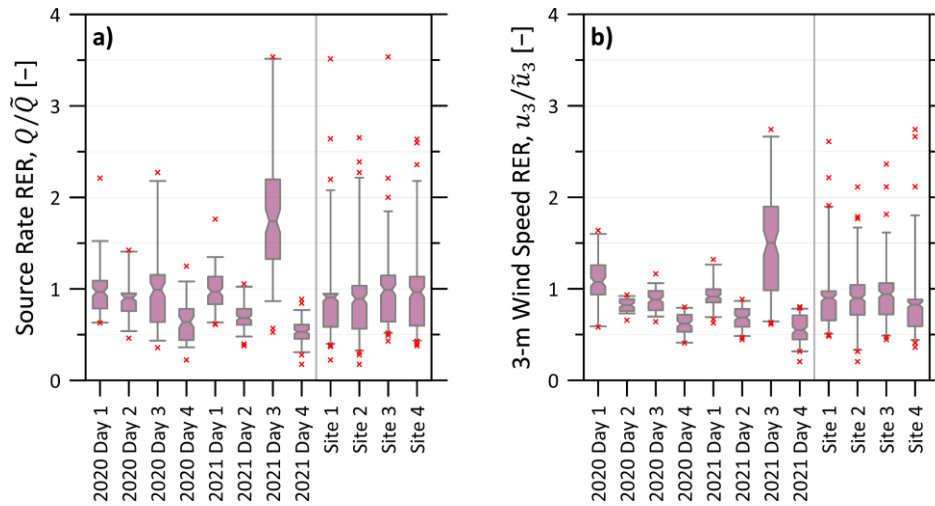 a)
Source Rate RER, Q/Q̃ [−]
4
3
2
1
0
2020 Day 1
2020 Day 2
2020 Day 3
2020 Day 4
2021 Day 1
2021 Day 2
2021 Day 3
2021 Day 4
Site 1
Site 2
Site 3
Site 4
b)
3-m Wind Speed RER, u₃/ũ₃ [−]
4
3
2
1
0
2020 Day 1
2020 Day 2
2020 Day 3
2020 Day 4
2021 Day 1
2021 Day 2
2021 Day 3
2021 Day 4
Site 1
Site 2
Site 3
Site 4